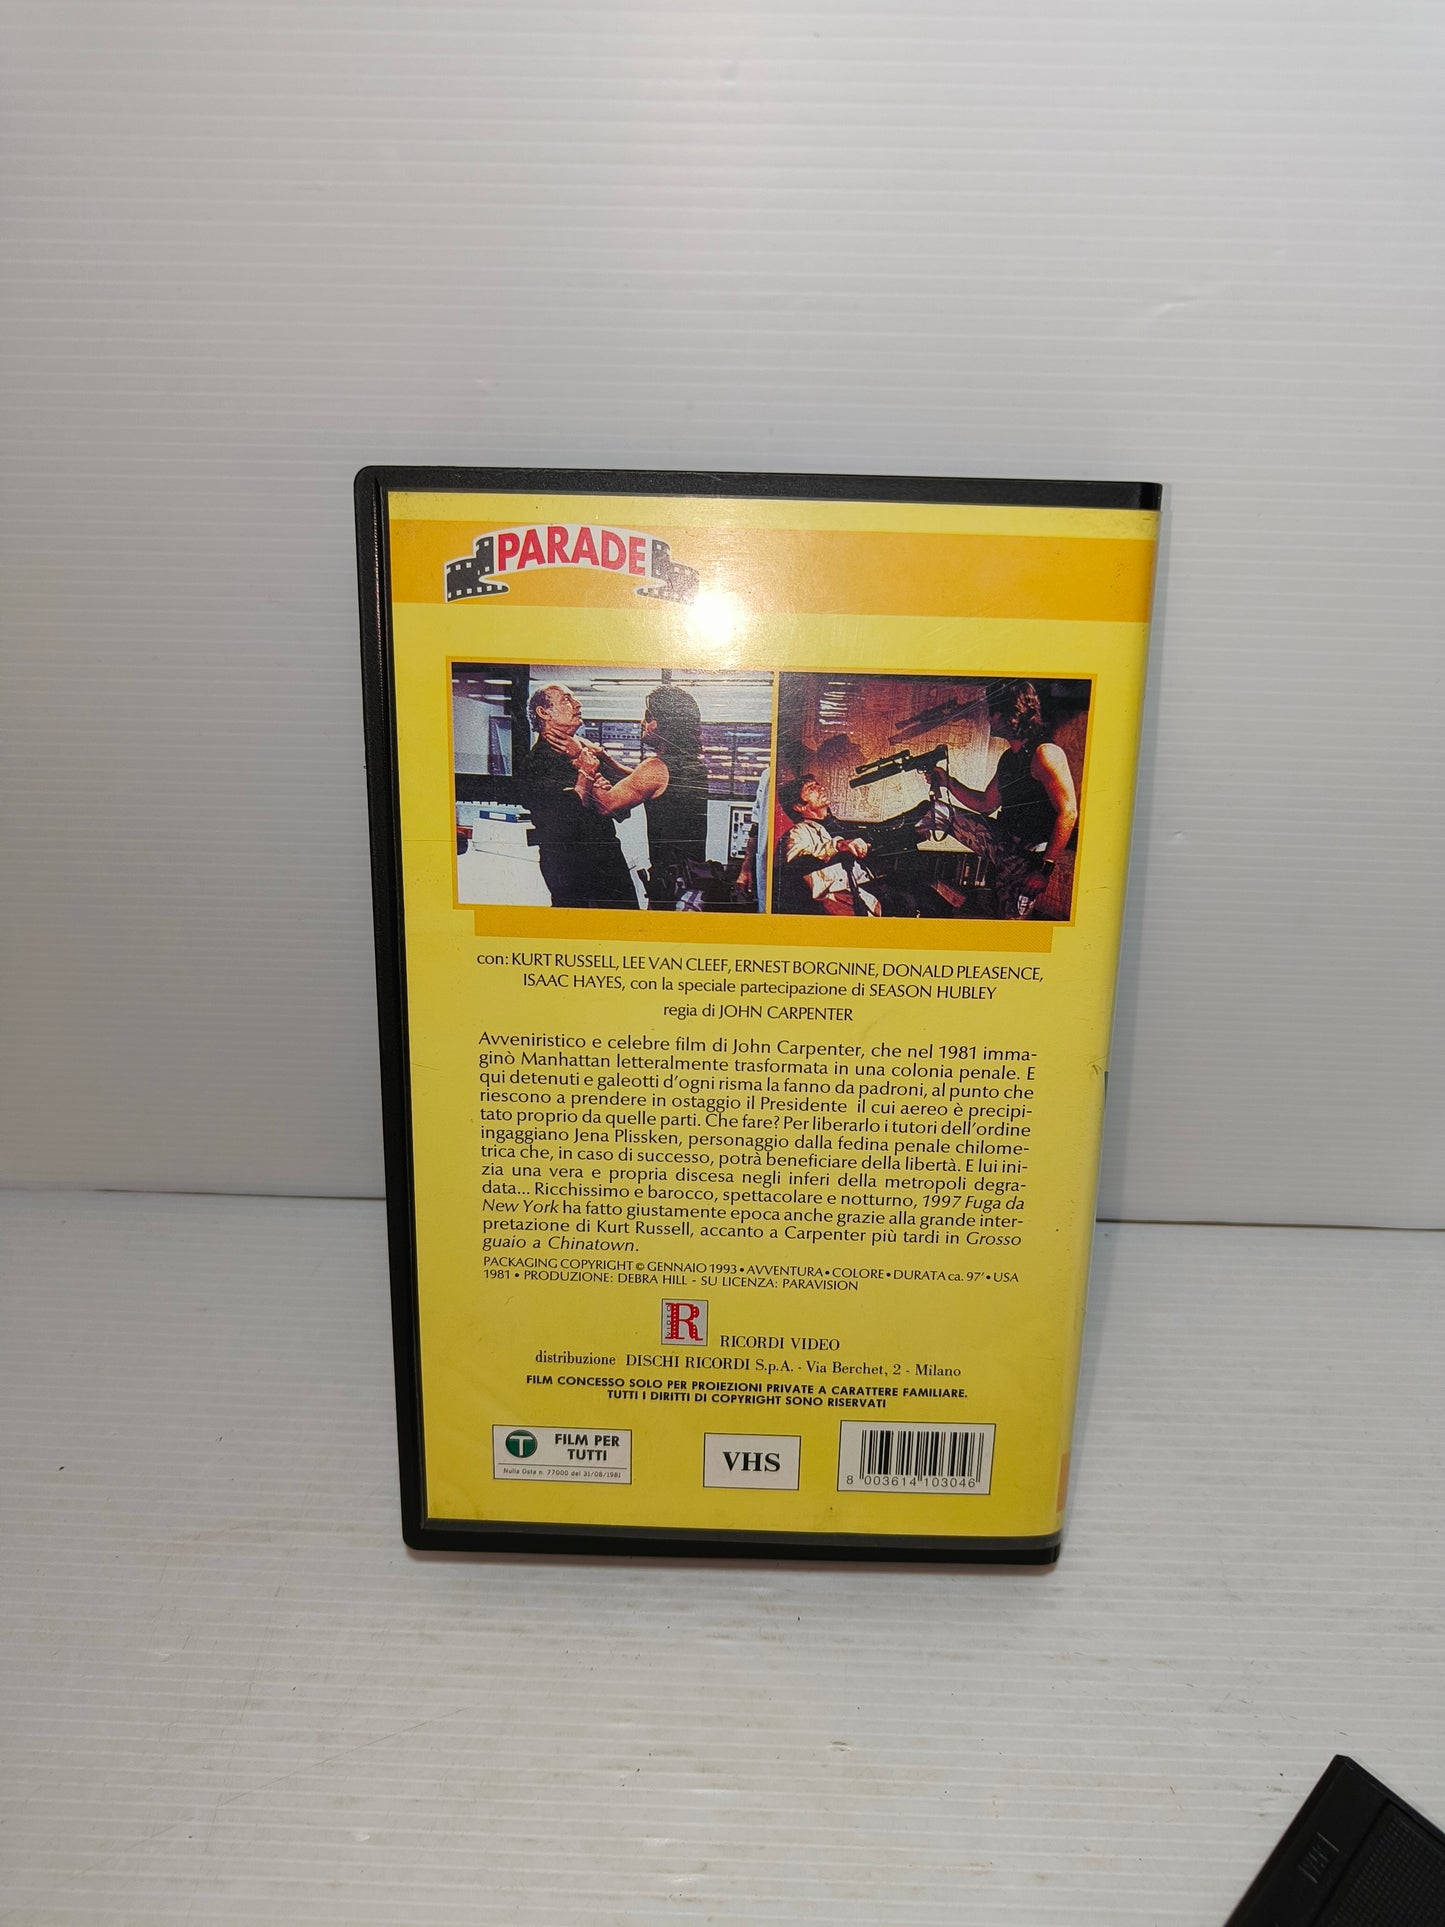 PARADE
con: KURT RUSSELL, LEE VAN CLEEF, ERNEST BORGNINE, DONALD PLEASENCE,
ISAAC HAYES, con la speciale partecipazione di SEASON HUBLEY
regia di JOHN CARPENTER
Avveniristico e celebre film di John Carpenter, che nel 1981 imma-
ginò Manhattan letteralmente trasformata in una colonia penale. E
qui detenuti e galeotti d'ogni risma la fanno da padroni, al punto che
riescono a prendere in ostaggio il Presidente il cui aereo è precipi-
tato proprio da quelle parti. Che fare? Per liberarlo i tutori dell'ordine
ingaggiano Jena Plissken, personaggio dalla fedina penale chilome-
trica che, in caso di successo, potrà beneficiare della libertà. E lui ini-
zia una vera e propria discesa negli inferi della metropoli degra-
data... Ricchissimo e barocco, spettacolare e notturno, 1997 Fuga da
New York ha fatto giustamente epoca anche grazie alla grande inter-
pretazione di Kurt Russell, accanto a Carpenter più tardi in Grosso
guaio a Chinatown.
PACKAGING COPYRIGHT © GENNAIO 1993 • AVVENTURA • COLORE • DURATA ca. 97' • USA
1981 • PRODUZIONE: DEBRA HILL - SU LICENZA: PARAVISION
VIDEO R RICORDI VIDEO
distribuzione DISCHI RICORDI S.p.A. - Via Berchet, 2 - Milano
FILM CONCESSO SOLO PER PROIEZIONI PRIVATE A CARATTERE FAMILIARE.
TUTTI I DIRITTI DI COPYRIGHT SONO RISERVATI
T FILM PER
TUTTI
Nulla Osta n. 77000 del 31/08/1981
VHS
8 003614 103046